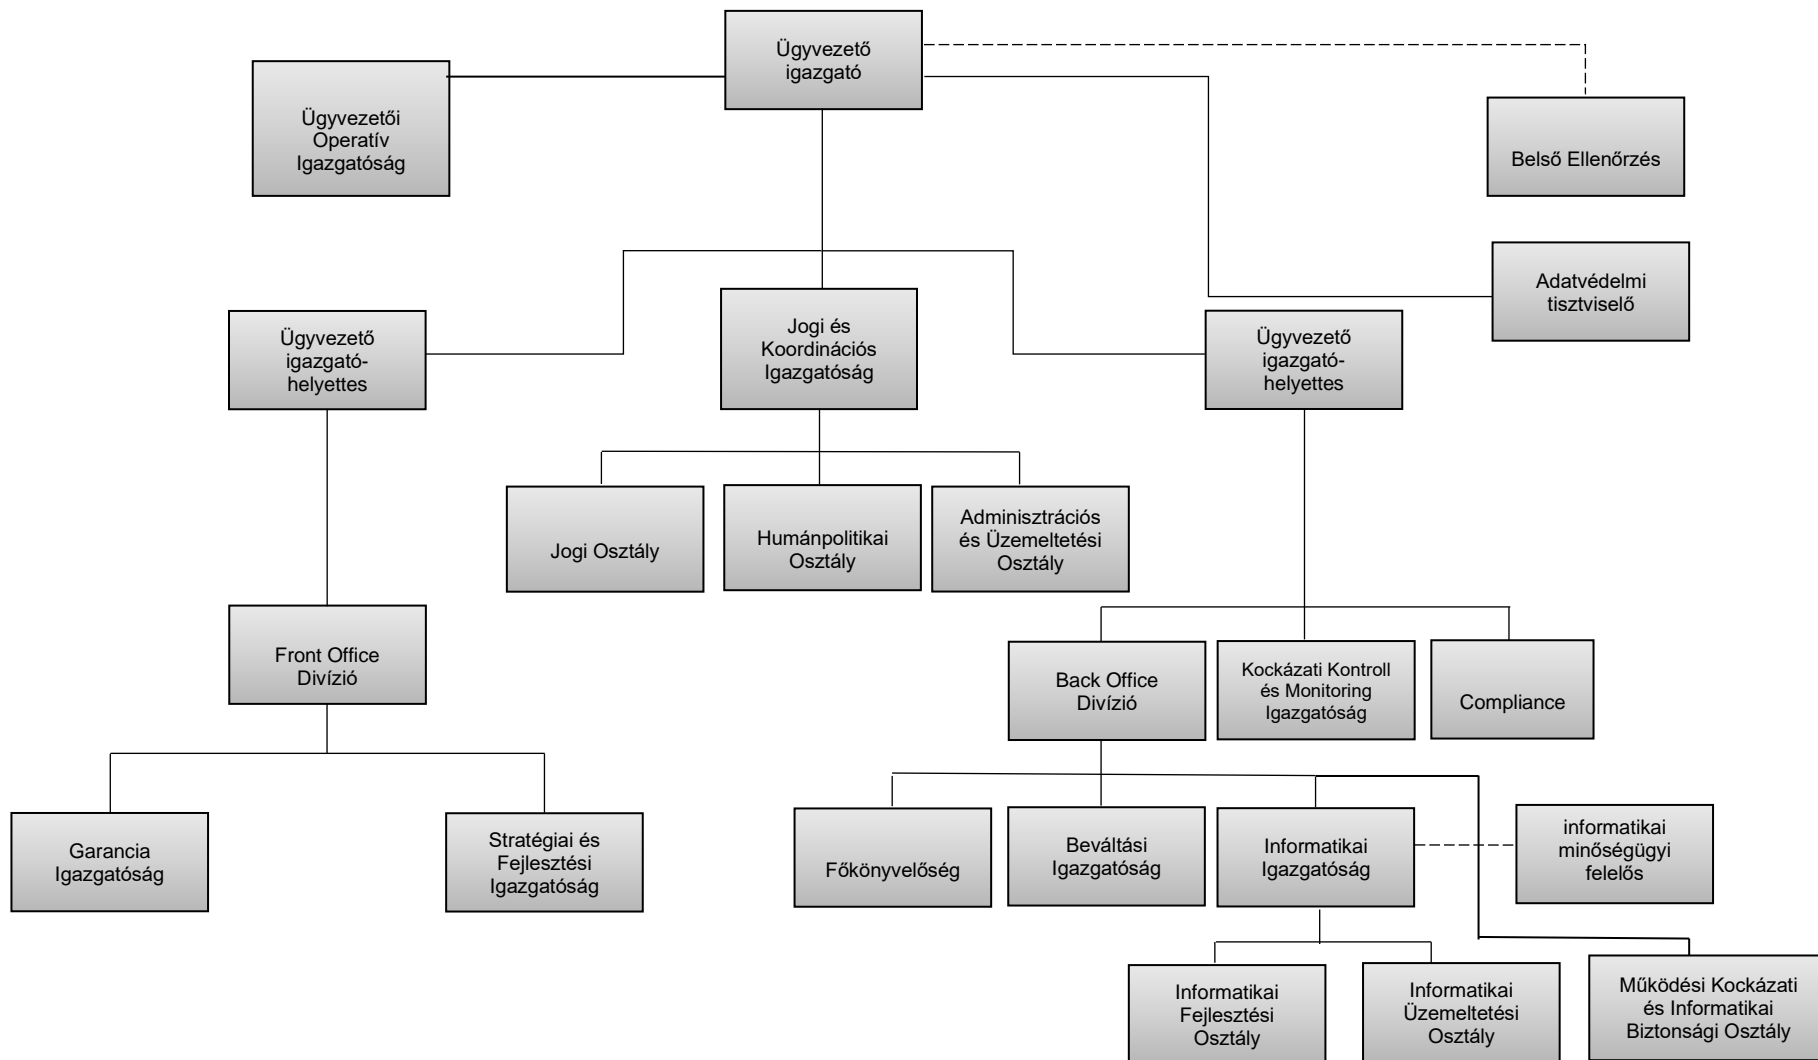 Ügyvezető
igazgató
Ügyvezetői
Operatív
Igazgatóság
Belső Ellenőrzés
Adatvédelmi
tisztviselő
Ügyvezető
igazgató-
helyettes
Jogi és
Koordinációs
Igazgatóság
Ügyvezető
igazgató-
helyettes
Jogi Osztály
Humánpolitikai
Osztály
Adminisztrációs
és Üzemeltetési
Osztály
Front Office
Divízió
Back Office
Divízió
Kockázati Kontroll
és Monitoring
Igazgatóság
Compliance
Garancia
Igazgatóság
Stratégiai és
Fejlesztési
Igazgatóság
Főkönyvelőség
Beváltási
Igazgatóság
Informatikai
Igazgatóság
informatikai
minőségügyi
felelős
Informatikai
Fejlesztési
Osztály
Informatikai
Üzemeltetési
Osztály
Működési Kockázati
és Informatikai
Biztonsági Osztály